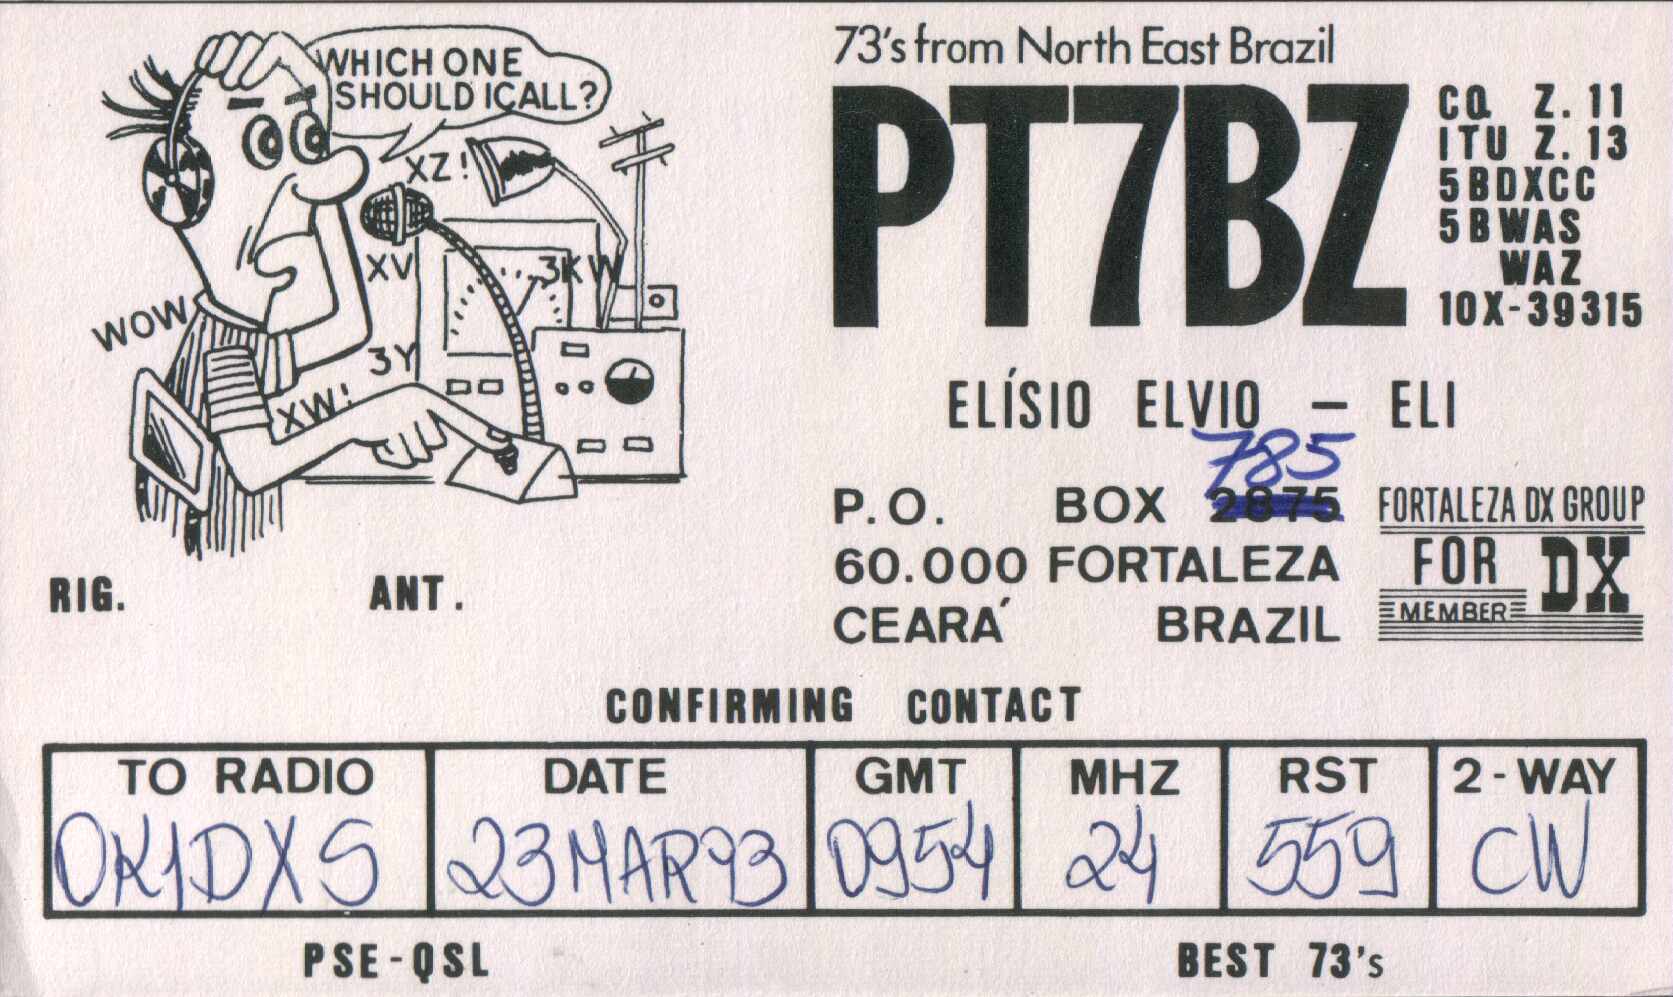 WHICH ONE
SHOULD I CALL?
XZ!
XV
3KW
WOW
3Y
XW!
RIG. ANT.
73's from North East Brazil
PT7BZ
CQ Z. 11
ITU Z. 13
5BDXCC
5BWAS
WAZ
10X-39315
ELÍSIO ELVIO - ELI
785
P.O. BOX 2875
60.000 FORTALEZA
CEARÁ BRAZIL
FORTALEZA DX GROUP
FOR DX
MEMBER
CONFIRMING CONTACT
TO RADIO DATE GMT MHZ RST 2-WAY
OK1DXS 23MAR93 0954 24 559 CW
PSE-QSL BEST 73's